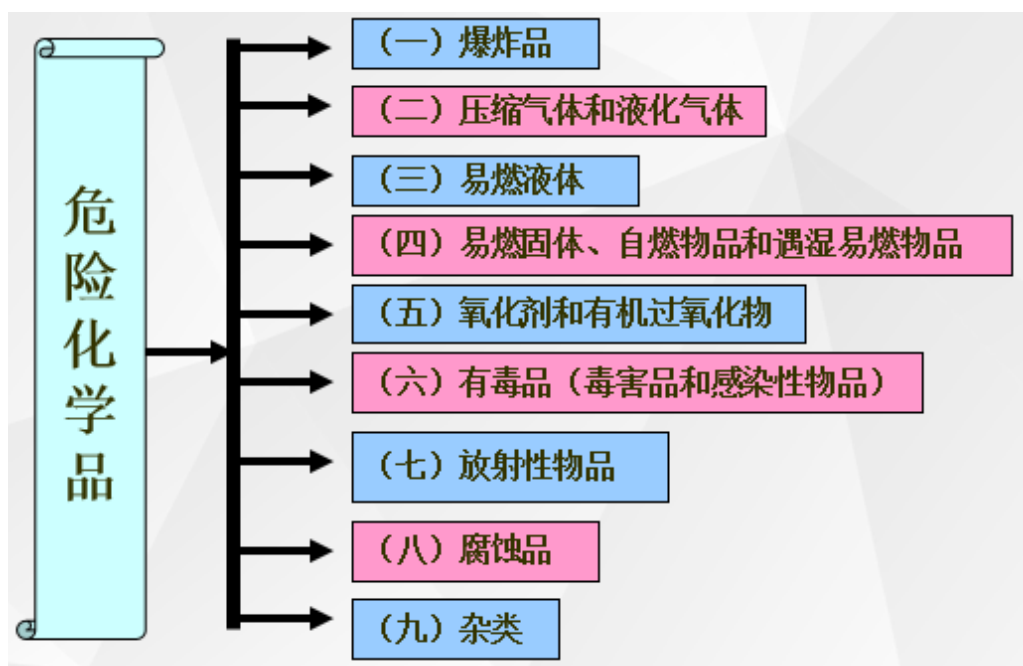 危险化学品
（一）爆炸品
（二）压缩气体和液化气体
（三）易燃液体
（四）易燃固体、自燃物品和遇湿易燃物品
（五）氧化剂和有机过氧化物
（六）有毒品（毒害品和感染性物品）
（七）放射性物品
（八）腐蚀品
（九）杂类